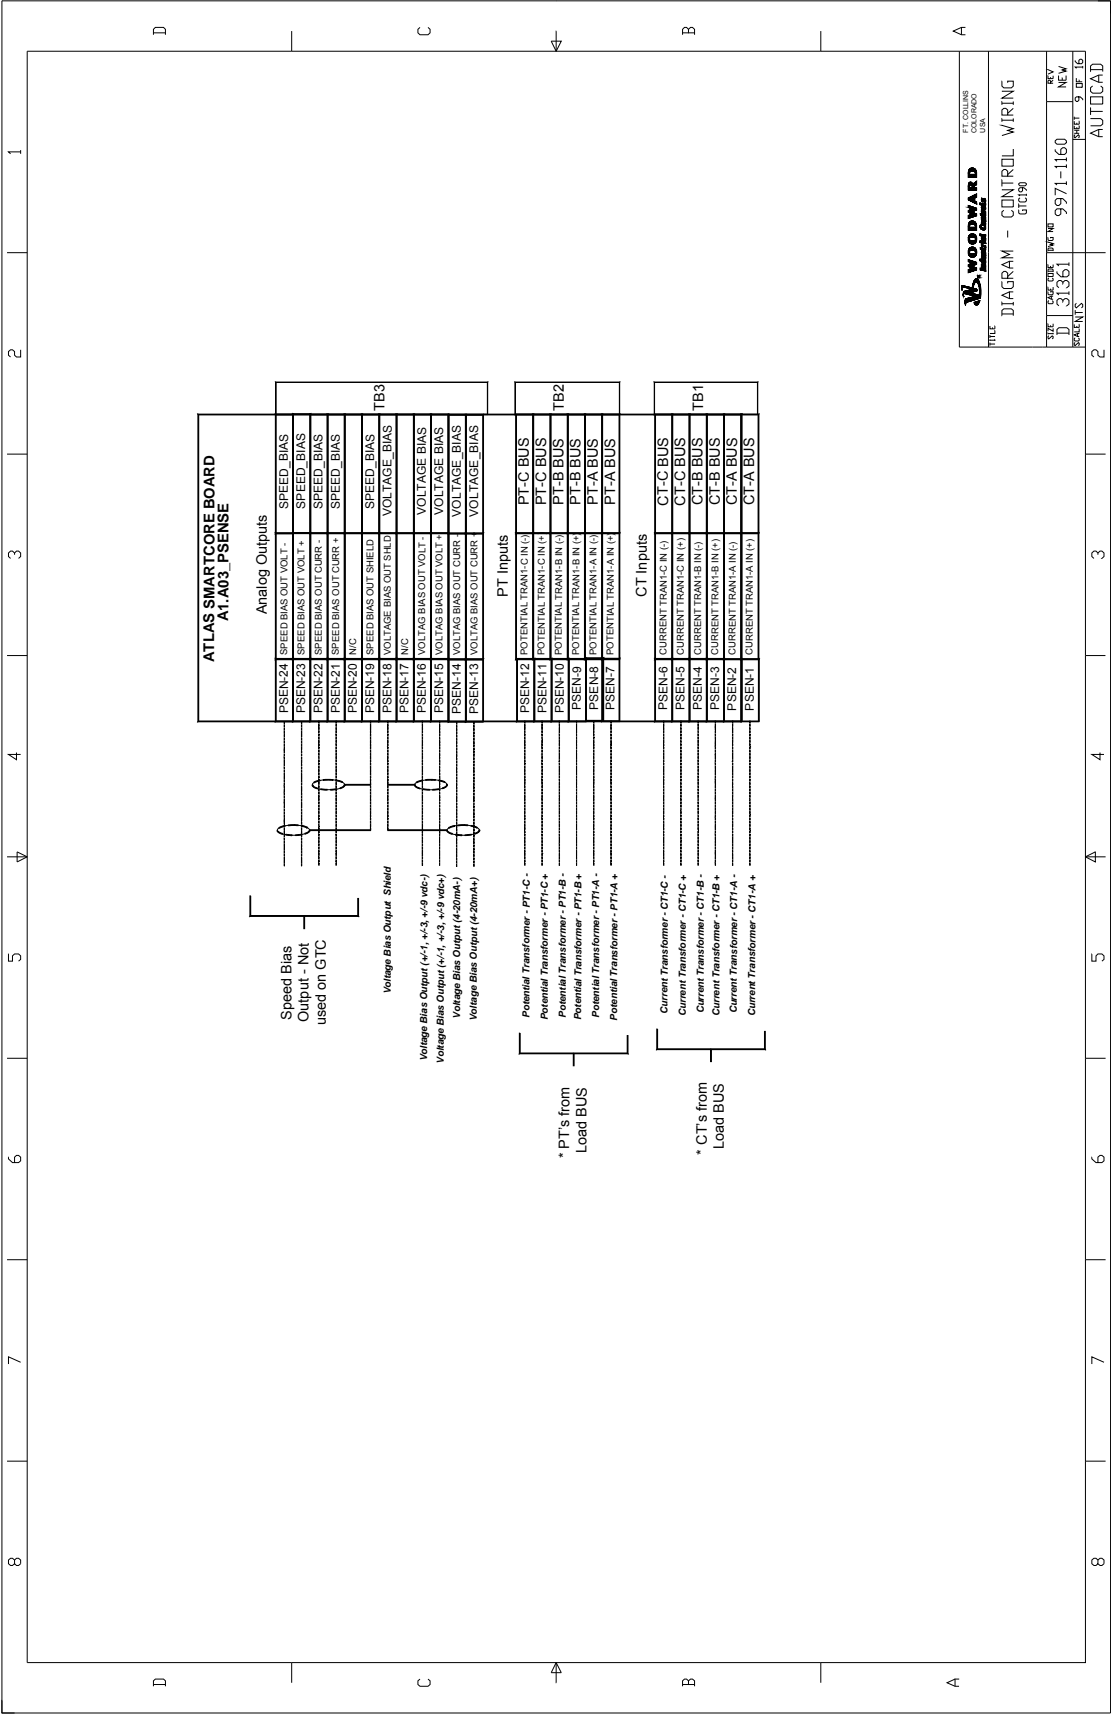 8
7
6
5
4
3
2
1
D
C
B
A
ATLAS SMARTCORE BOARD
A1.A03_PSENSE
Analog Outputs
PSEN-24 SPEED BIAS OUT VOLT - SPEED_BIAS
PSEN-23 SPEED BIAS OUT VOLT + SPEED_BIAS
PSEN-22 SPEED BIAS OUT CURR - SPEED_BIAS
PSEN-21 SPEED BIAS OUT CURR + SPEED_BIAS
PSEN-20 N/C
PSEN-19 SPEED BIAS OUT SHIELD SPEED_BIAS
PSEN-18 VOLTAGE BIAS OUT SHLD VOLTAGE_BIAS
PSEN-17 N/C
PSEN-16 VOLTAG BIAS OUT VOLT - VOLTAGE BIAS
PSEN-15 VOLTAG BIAS OUT VOLT + VOLTAGE BIAS
PSEN-14 VOLTAG BIAS OUT CURR - VOLTAGE_BIAS
PSEN-13 VOLTAG BIAS OUT CURR + VOLTAGE_BIAS
TB3
Speed Bias
Output - Not
used on GTC
Voltage Bias Output Shield
Voltage Bias Output (+/-1, +/-3, +/-9 vdc-)
Voltage Bias Output (+/-1, +/-3, +/-9 vdc+)
Voltage Bias Output (4-20mA-)
Voltage Bias Output (4-20mA+)
PT Inputs
PSEN-12 POTENTIAL TRAN1-C IN (-) PT-C BUS
PSEN-11 POTENTIAL TRAN1-C IN (+) PT-C BUS
PSEN-10 POTENTIAL TRAN1-B IN (-) PT-B BUS
PSEN-9 POTENTIAL TRAN1-B IN (+) PT-B BUS
PSEN-8 POTENTIAL TRAN1-A IN (-) PT-A BUS
PSEN-7 POTENTIAL TRAN1-A IN (+) PT-A BUS
TB2
Potential Transformer - PT1-C -
Potential Transformer - PT1-C +
Potential Transformer - PT1-B -
Potential Transformer - PT1-B +
Potential Transformer - PT1-A -
Potential Transformer - PT1-A +
* PT's from
Load BUS
CT Inputs
PSEN-6 CURRENT TRAN1-C IN (-) CT-C BUS
PSEN-5 CURRENT TRAN1-C IN (+) CT-C BUS
PSEN-4 CURRENT TRAN1-B IN (-) CT-B BUS
PSEN-3 CURRENT TRAN1-B IN (+) CT-B BUS
PSEN-2 CURRENT TRAN1-A IN (-) CT-A BUS
PSEN-1 CURRENT TRAN1-A IN (+) CT-A BUS
TB1
Current Transformer - CT1-C -
Current Transformer - CT1-C +
Current Transformer - CT1-B -
Current Transformer - CT1-B +
Current Transformer - CT1-A -
Current Transformer - CT1-A +
* CT's from
Load BUS
WOODWARD
Industrial Controls
FT. COLLINS
COLORADO
USA
TITLE
DIAGRAM - CONTROL WIRING
GTC190
SIZE D
CAGE CODE 31361
DWG NO 9971-1160
REV NEW
SCALE NTS
SHEET 9 OF 16
AUTOCAD
D
C
B
A
8
7
6
5
4
3
2